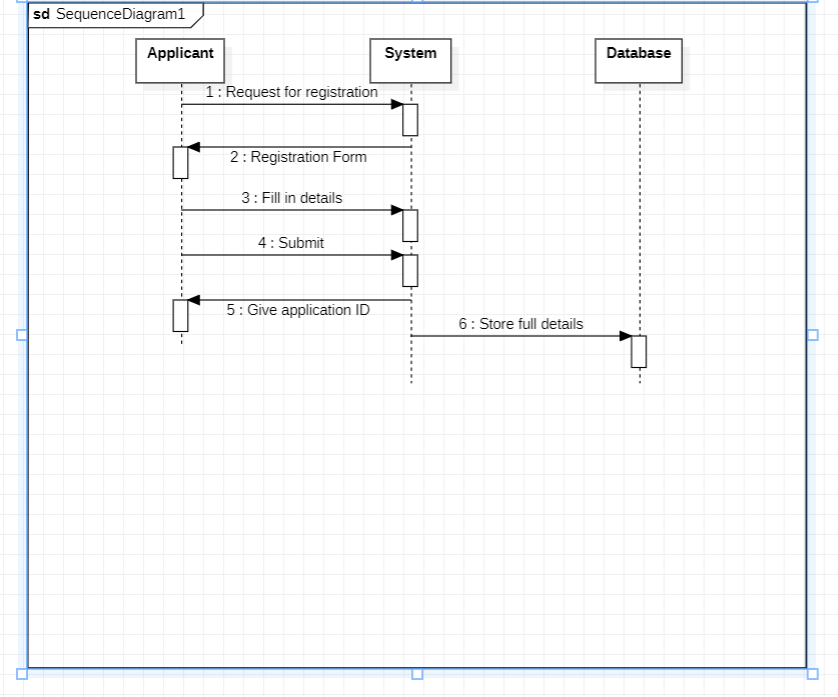 sd SequenceDiagram1
Applicant
System
Database
1 : Request for registration
2 : Registration Form
3 : Fill in details
4 : Submit
5 : Give application ID
6 : Store full details